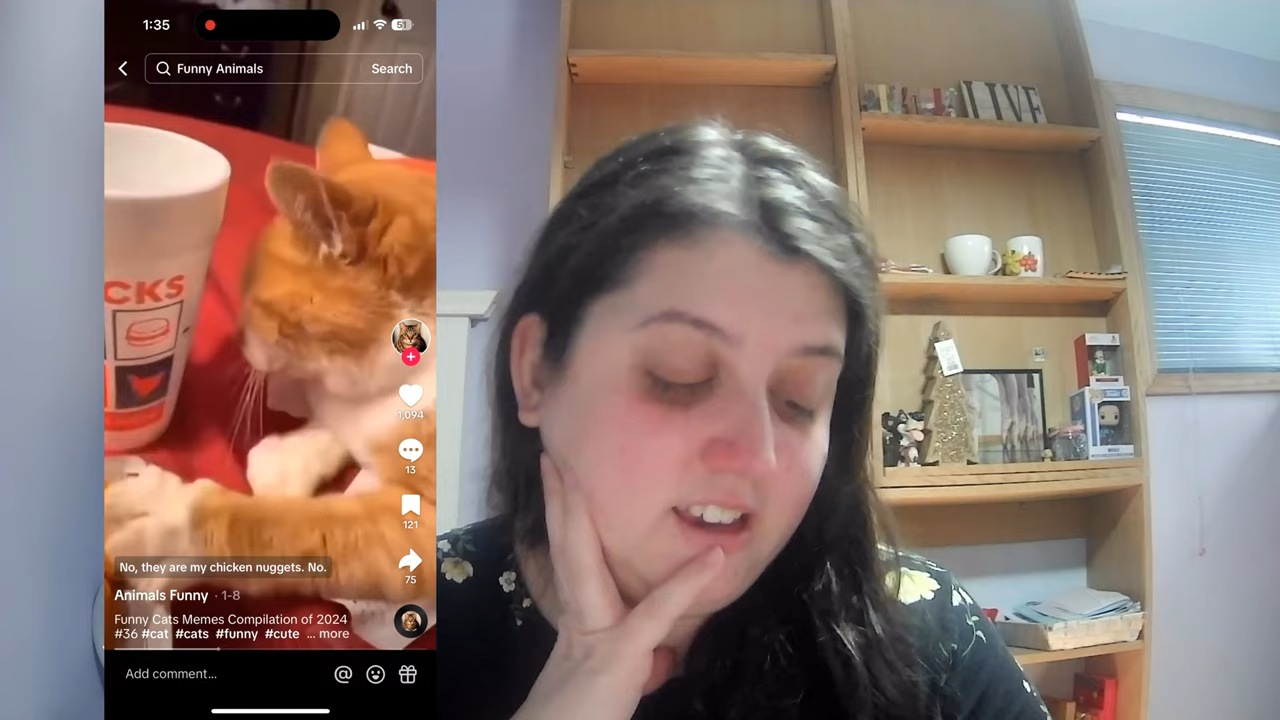 1:35
51
Funny Animals
Search
LIVE
CKS
1,094
13
121
75
No, they are my chicken nuggets. No.
Animals Funny · 1-8
Funny Cats Memes Compilation of 2024
#36 #cat #cats #funny #cute ... more
Add comment...
@